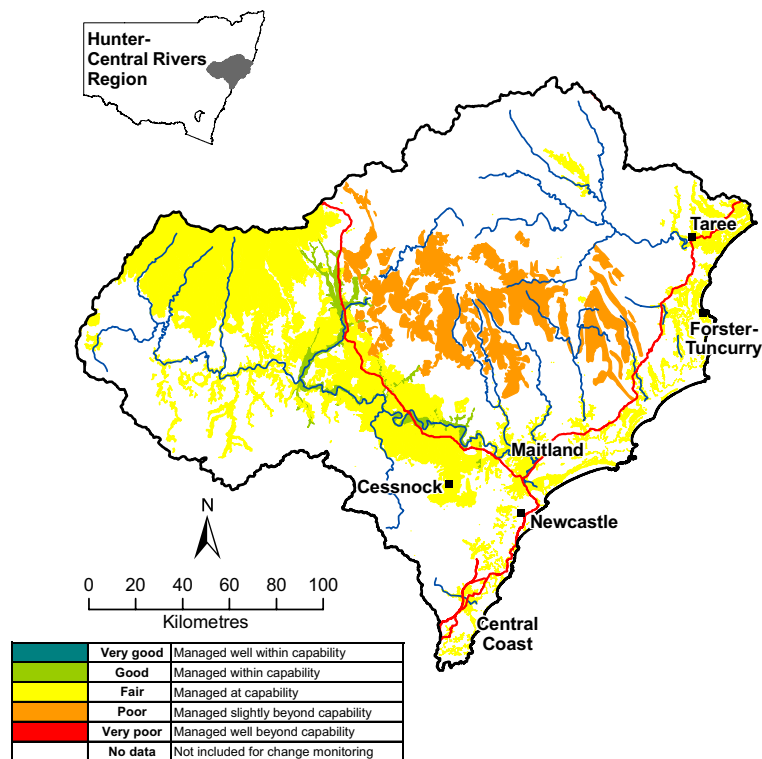 Hunter-
Central Rivers
Region
Taree
Forster-
Tuncurry
Maitland
Cessnock
Newcastle
N
0 20 40 60 80 100
Kilometres
Central
Coast
Very good Managed well within capability
Good Managed within capability
Fair Managed at capability
Poor Managed slightly beyond capability
Very poor Managed well beyond capability
No data Not included for change monitoring